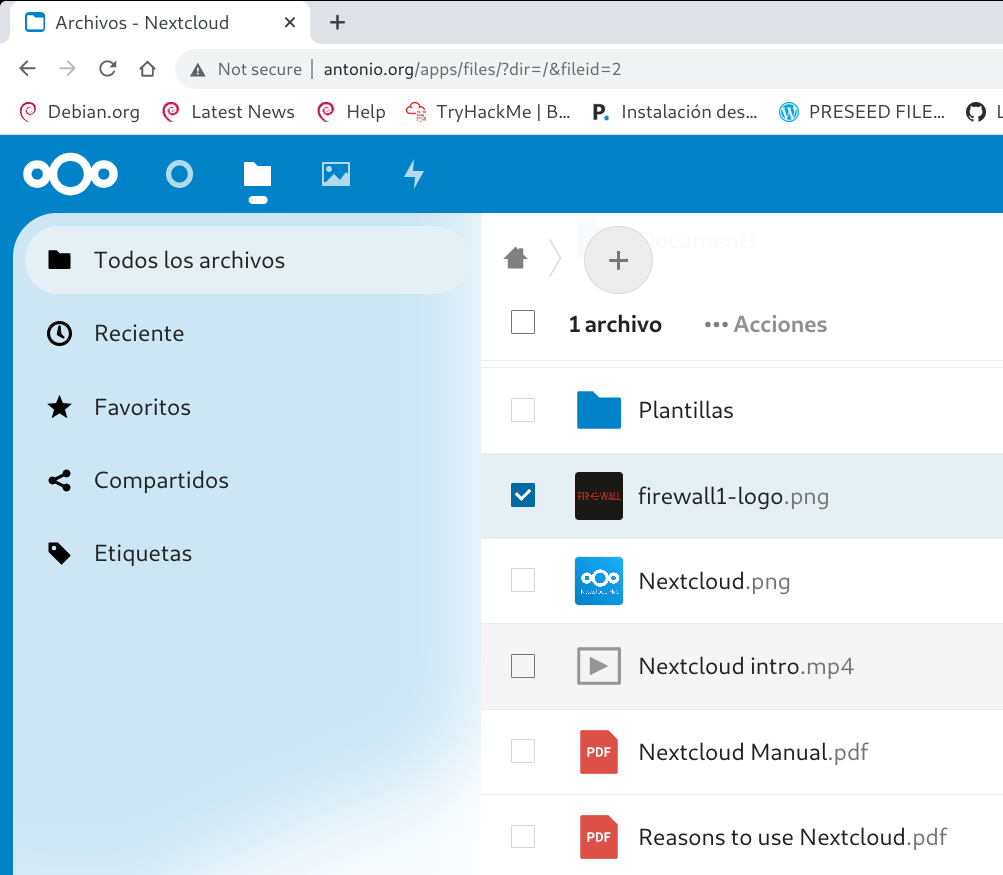 Archivos - Nextcloud
Not secure | antonio.org/apps/files/?dir=/&fileid=2
Debian.org Latest News Help TryHackMe | B... Instalación des... PRESEED FILE... L
Documents
Todos los archivos
1 archivo ••• Acciones
Reciente
Favoritos
Compartidos
Etiquetas
Plantillas
FIREWALL
firewall1-logo.png
Nextcloud.png
Nextcloud intro.mp4
PDF Nextcloud Manual.pdf
PDF Reasons to use Nextcloud.pdf